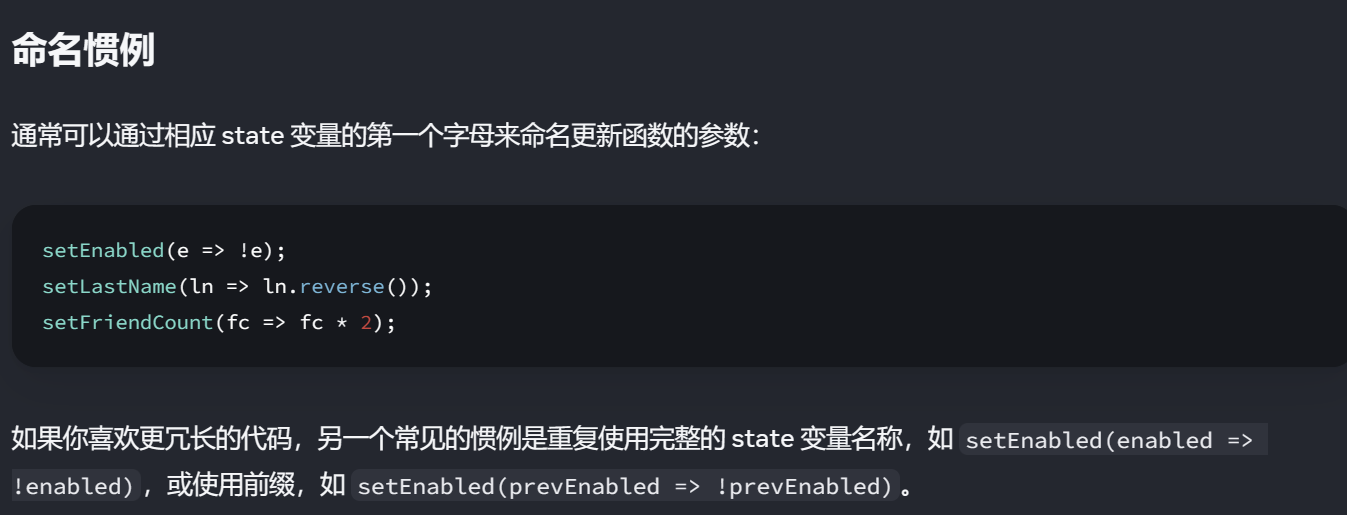 命名惯例
通常可以通过相应 state 变量的第一个字母来命名更新函数的参数：
setEnabled(e => !e);
setLastName(ln => ln.reverse());
setFriendCount(fc => fc * 2);
如果你喜欢更冗长的代码，另一个常见的惯例是重复使用完整的 state 变量名称，如 setEnabled(enabled =>
!enabled)，或使用前缀，如 setEnabled(prevEnabled => !prevEnabled)。